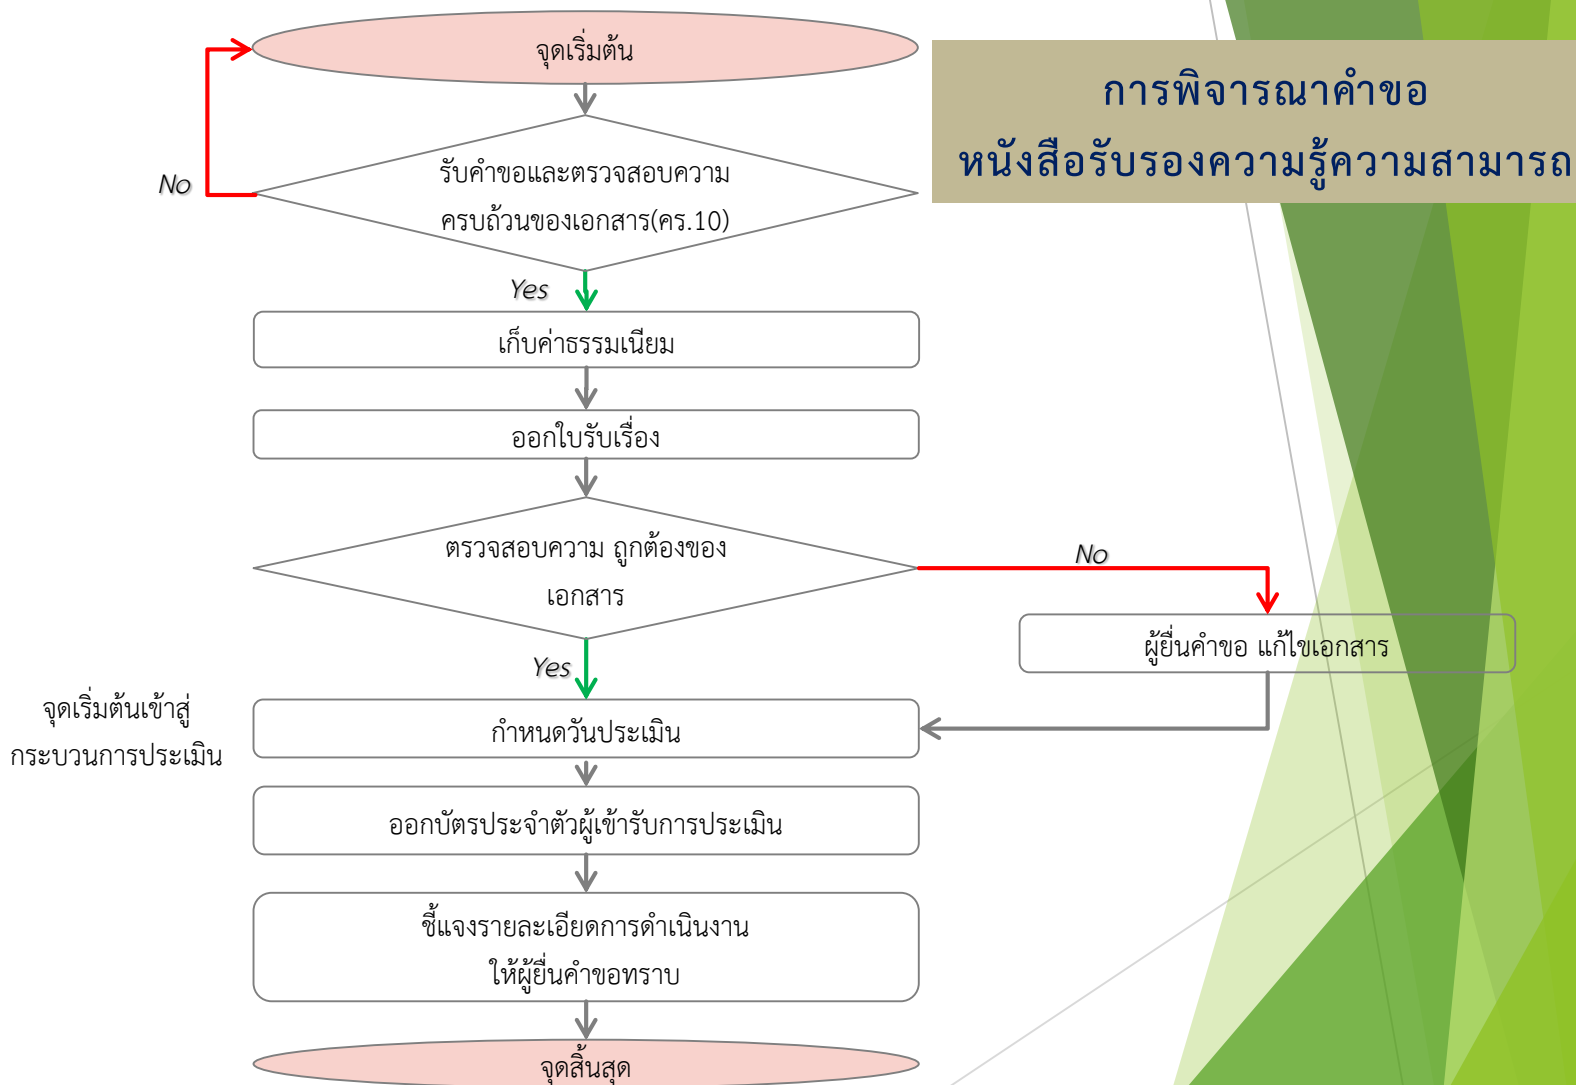 จุดเริ่มต้น
การพิจารณาคำขอ
หนังสือรับรองความรู้ความสามารถ
รับคำขอและตรวจสอบความ
ครบถ้วนของเอกสาร(คร.10)
No
Yes
เก็บค่าธรรมเนียม
ออกใบรับเรื่อง
ตรวจสอบความ ถูกต้องของ
เอกสาร
No
ผู้ยื่นคำขอ แก้ไขเอกสาร
Yes
จุดเริ่มต้นเข้าสู่
กระบวนการประเมิน
กำหนดวันประเมิน
ออกบัตรประจำตัวผู้เข้ารับการประเมิน
ชี้แจงรายละเอียดการดำเนินงาน
ให้ผู้ยื่นคำขอทราบ
จุดสิ้นสุด